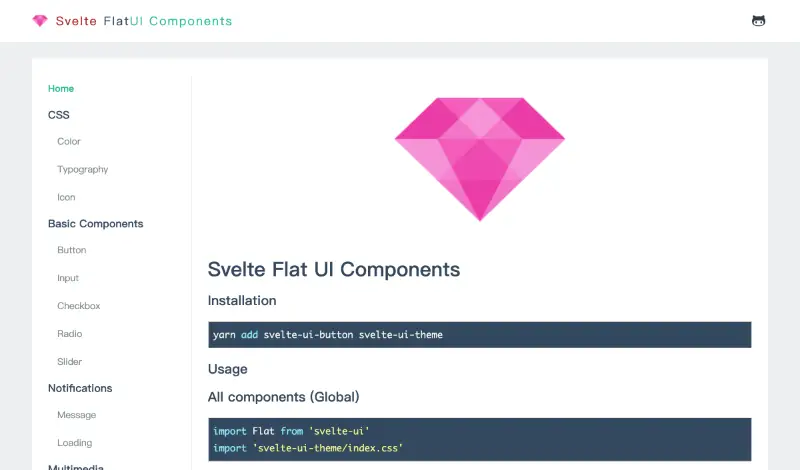 Svelte FlatUI Components
Home
CSS
Color
Typography
Icon
Basic Components
Button
Input
Checkbox
Radio
Slider
Notifications
Message
Loading
Multimedia
Svelte Flat UI Components
Installation
yarn add svelte-ui-button svelte-ui-theme
Usage
All components (Global)
import Flat from 'svelte-ui'
import 'svelte-ui-theme/index.css'